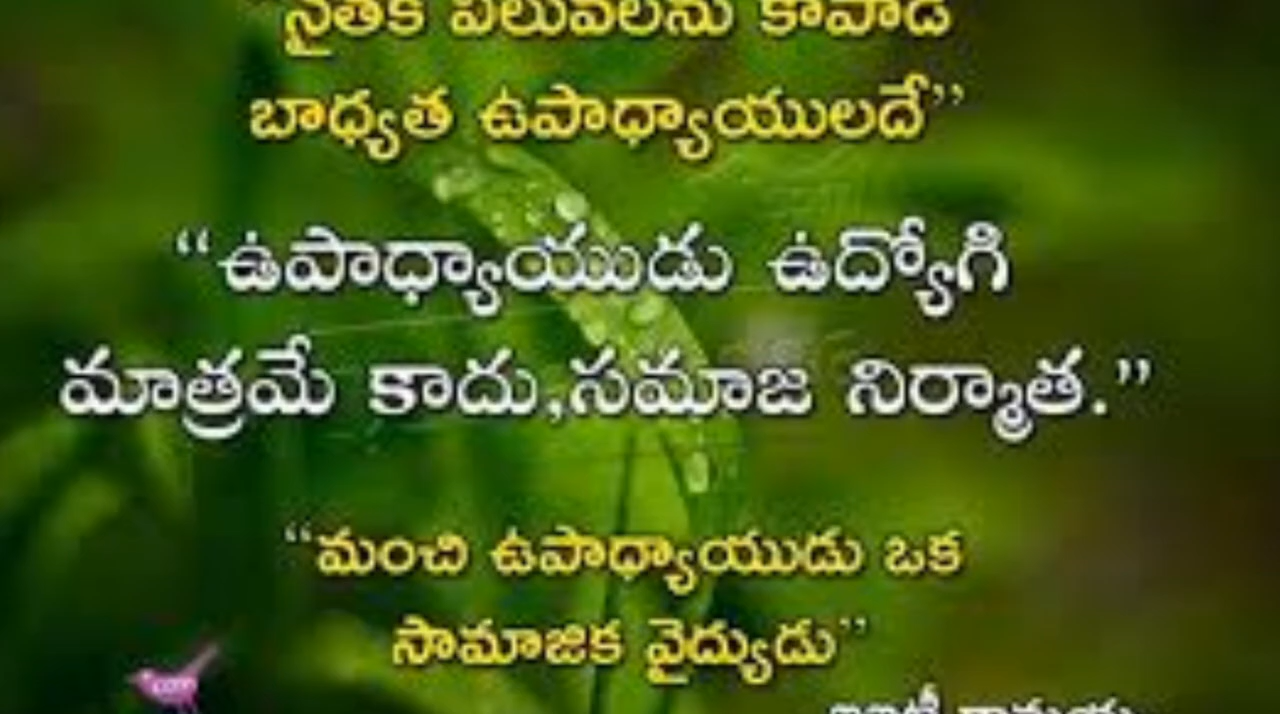 "నైతిక విలువలను కాపాడే
బాధ్యత ఉపాధ్యాయులదే"
"ఉపాధ్యాయుడు ఉద్యోగి
మాత్రమే కాదు,సమాజ నిర్మాత."
"మంచి ఉపాధ్యాయుడు ఒక
సామాజిక వైద్యుడు"